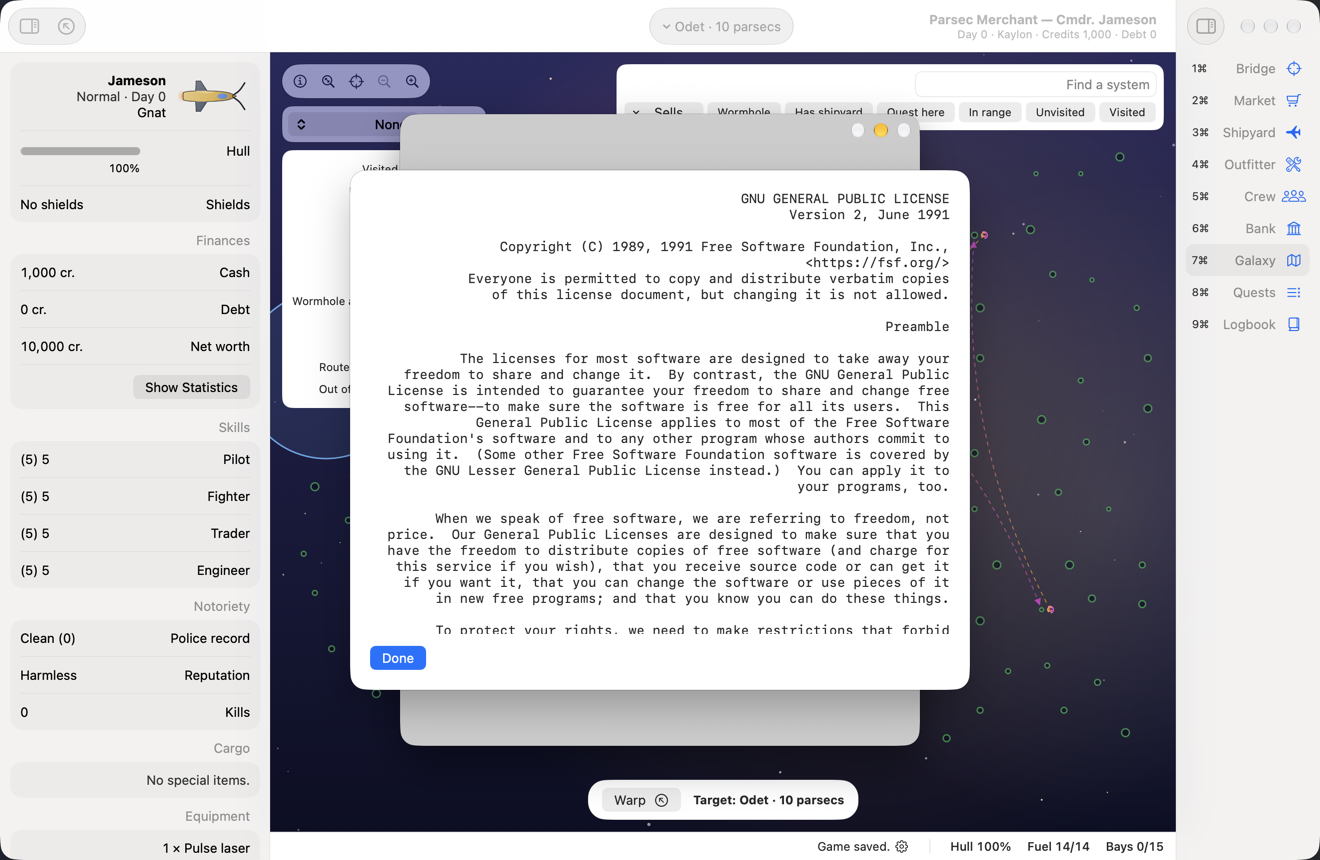 Odet · 10 parsecs
Parsec Merchant — Cmdr. Jameson
Day 0 · Kaylon · Credits 1,000 · Debt 0
Jameson
Normal · Day 0
Gnat
Hull
100%
No shields Shields
Finances
1,000 cr. Cash
0 cr. Debt
10,000 cr. Net worth
Show Statistics
Skills
(5) 5 Pilot
(5) 5 Fighter
(5) 5 Trader
(5) 5 Engineer
Notoriety
Clean (0) Police record
Harmless Reputation
0 Kills
Cargo
No special items.
Equipment
1 × Pulse laser
Find a system
Sells Wormhole Has shipyard Quest here In range Unvisited Visited
None
Visited
Wormhole
Route
Out of
GNU GENERAL PUBLIC LICENSE
Version 2, June 1991
Copyright (C) 1989, 1991 Free Software Foundation, Inc.,
<https://fsf.org/>
Everyone is permitted to copy and distribute verbatim copies
of this license document, but changing it is not allowed.
Preamble
The licenses for most software are designed to take away your
freedom to share and change it.  By contrast, the GNU General Public
License is intended to guarantee your freedom to share and change free
software--to make sure the software is free for all its users.  This
General Public License applies to most of the Free Software
Foundation's software and to any other program whose authors commit to
using it.  (Some other Free Software Foundation software is covered by
the GNU Lesser General Public License instead.)  You can apply it to
your programs, too.
When we speak of free software, we are referring to freedom, not
price.  Our General Public Licenses are designed to make sure that you
have the freedom to distribute copies of free software (and charge for
this service if you wish), that you receive source code or can get it
if you want it, that you can change the software or use pieces of it
in new free programs; and that you know you can do these things.
To protect your rights, we need to make restrictions that forbid
Done
Warp Target: Odet · 10 parsecs
Game saved. Hull 100% Fuel 14/14 Bays 0/15
1⌘ Bridge
2⌘ Market
3⌘ Shipyard
4⌘ Outfitter
5⌘ Crew
6⌘ Bank
7⌘ Galaxy
8⌘ Quests
9⌘ Logbook